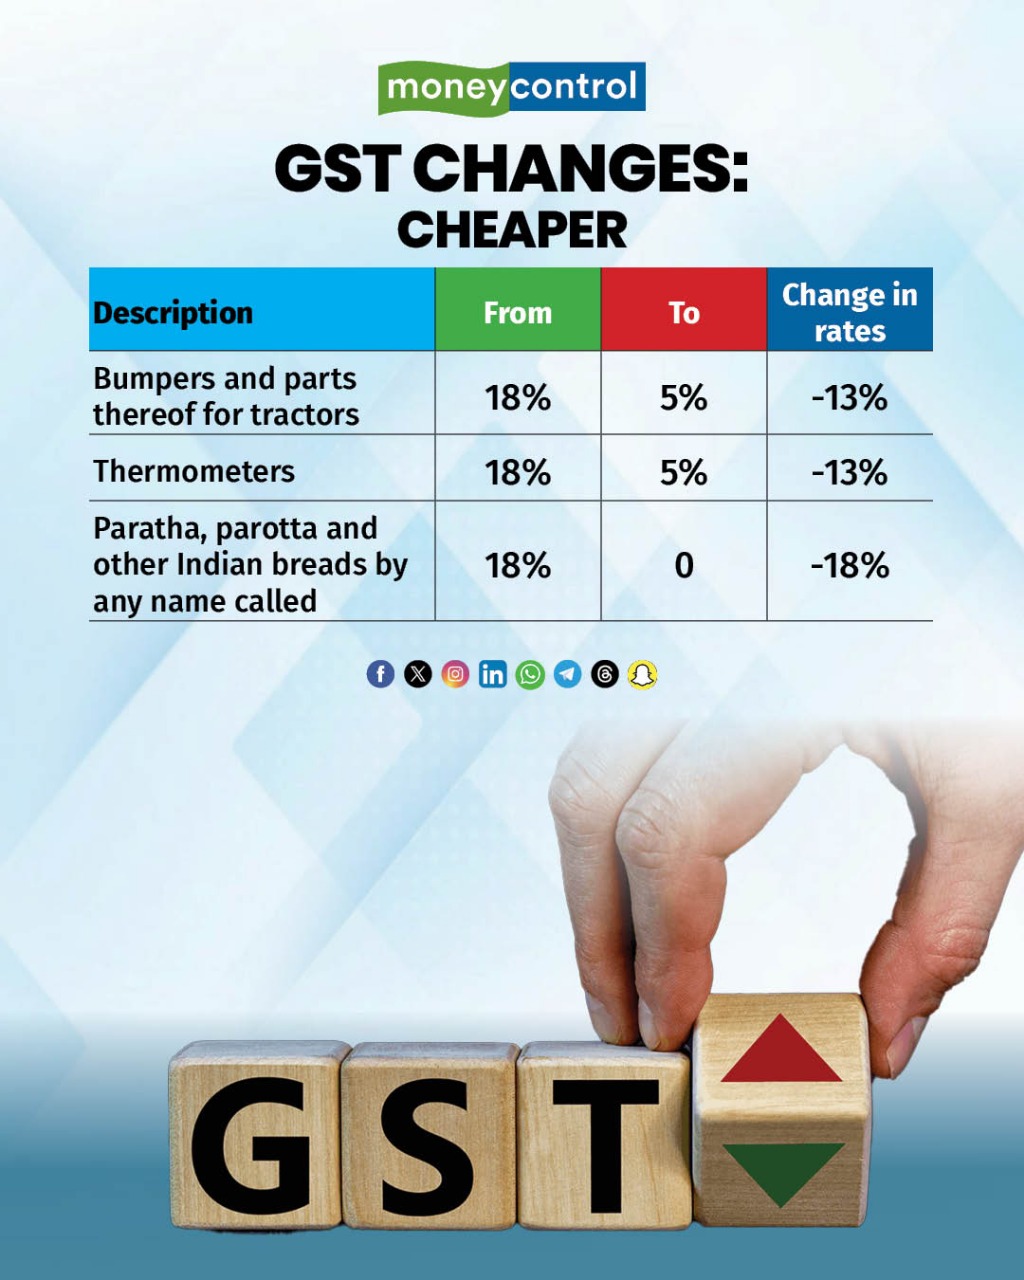 moneycontrol
GST CHANGES:
CHEAPER
Description From To Change in
rates
Bumpers and parts
thereof for tractors 18% 5% -13%
Thermometers 18% 5% -13%
Paratha, parotta and
other Indian breads by
any name called 18% 0 -18%
GST